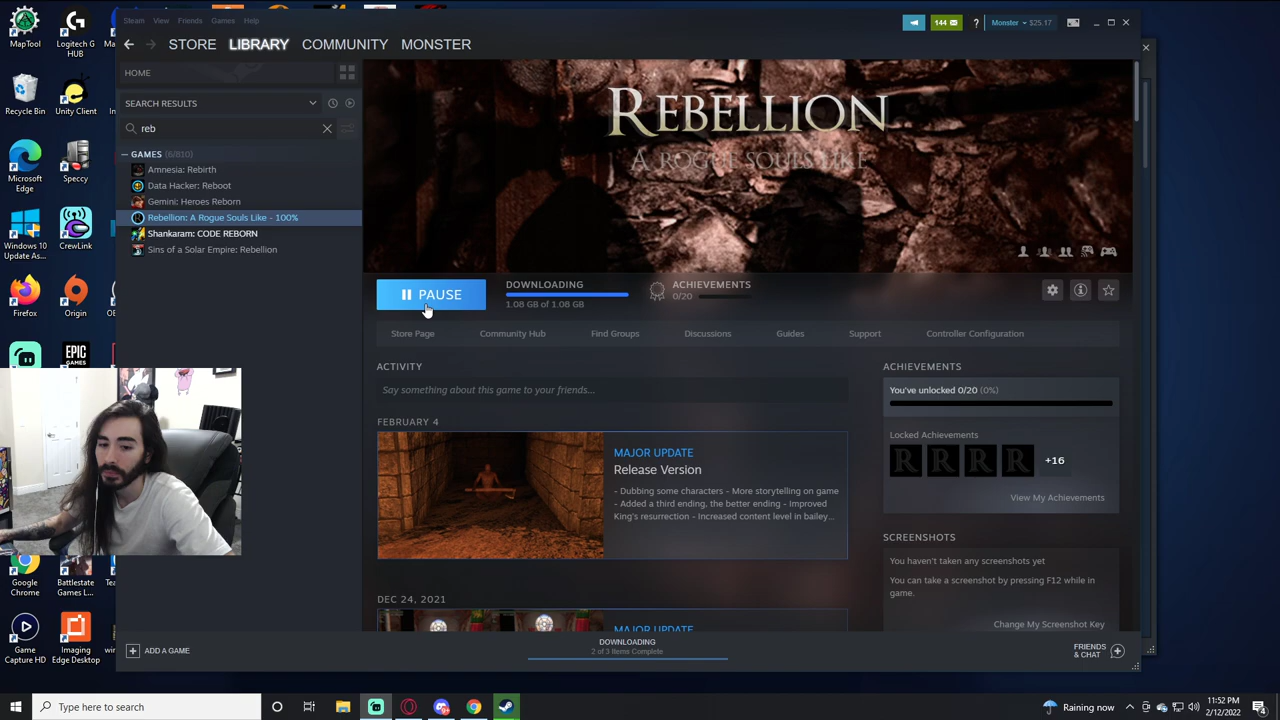 MapTool
Logitech G
HUB
Recycle Bin
Unity Client
Microsoft
Edge
Speccy
Windows 10
Update As...
CrewLink
Firefox
Origin
EPIC
GAMES
Google
Chrome
Battlestate
Games L...
Game
Capture HD
Imaging
Edge Desktop
Steam View Friends Games Help
144
?
Monster $25.17
STORE LIBRARY COMMUNITY MONSTER
HOME
SEARCH RESULTS
reb
GAMES (6/810)
Amnesia: Rebirth
Data Hacker: Reboot
Gemini: Heroes Reborn
Rebellion: A Rogue Souls Like - 100%
Shankaram: CODE REBORN
Sins of a Solar Empire: Rebellion
REBELLION
A ROGUE SOULS LIKE
PAUSE
DOWNLOADING
1.08 GB of 1.08 GB
ACHIEVEMENTS
0/20
Store Page Community Hub Find Groups Discussions Guides Support Controller Configuration
ACTIVITY
Say something about this game to your friends...
FEBRUARY 4
MAJOR UPDATE
Release Version
- Dubbing some characters - More storytelling on game
- Added a third ending, the better ending - Improved
King's resurrection - Increased content level in bailey...
DEC 24, 2021
MAJOR UPDATE
ACHIEVEMENTS
You've unlocked 0/20 (0%)
Locked Achievements
R R R R +16
View My Achievements
SCREENSHOTS
You haven't taken any screenshots yet
You can take a screenshot by pressing F12 while in
game.
Change My Screenshot Key
ADD A GAME
DOWNLOADING
2 of 3 Items Complete
FRIENDS
& CHAT
Type here to search
Raining now
11:52 PM
2/12/2022
4